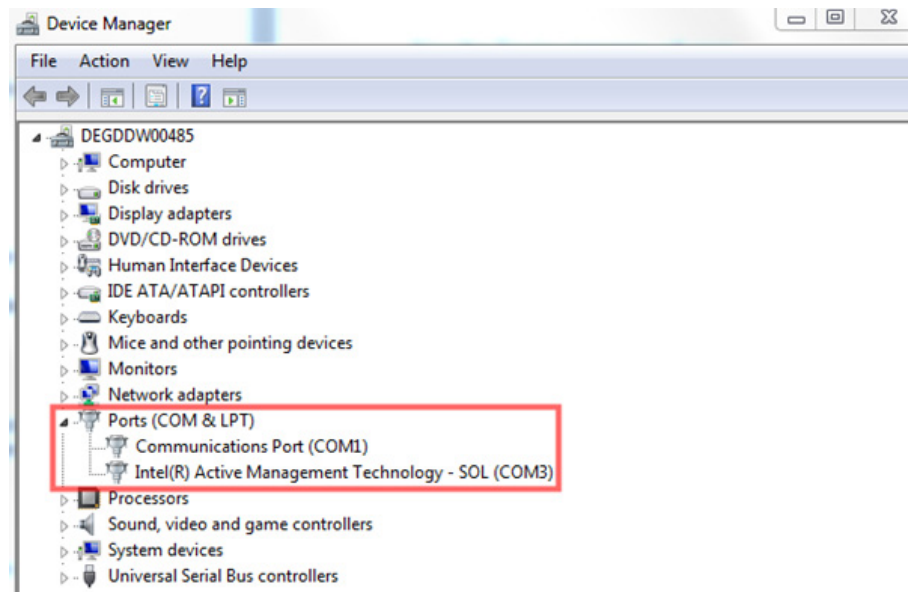 Device Manager
File Action View Help
DEGDDW00485
Computer
Disk drives
Display adapters
DVD/CD-ROM drives
Human Interface Devices
IDE ATA/ATAPI controllers
Keyboards
Mice and other pointing devices
Monitors
Network adapters
Ports (COM & LPT)
Communications Port (COM1)
Intel(R) Active Management Technology - SOL (COM3)
Processors
Sound, video and game controllers
System devices
Universal Serial Bus controllers